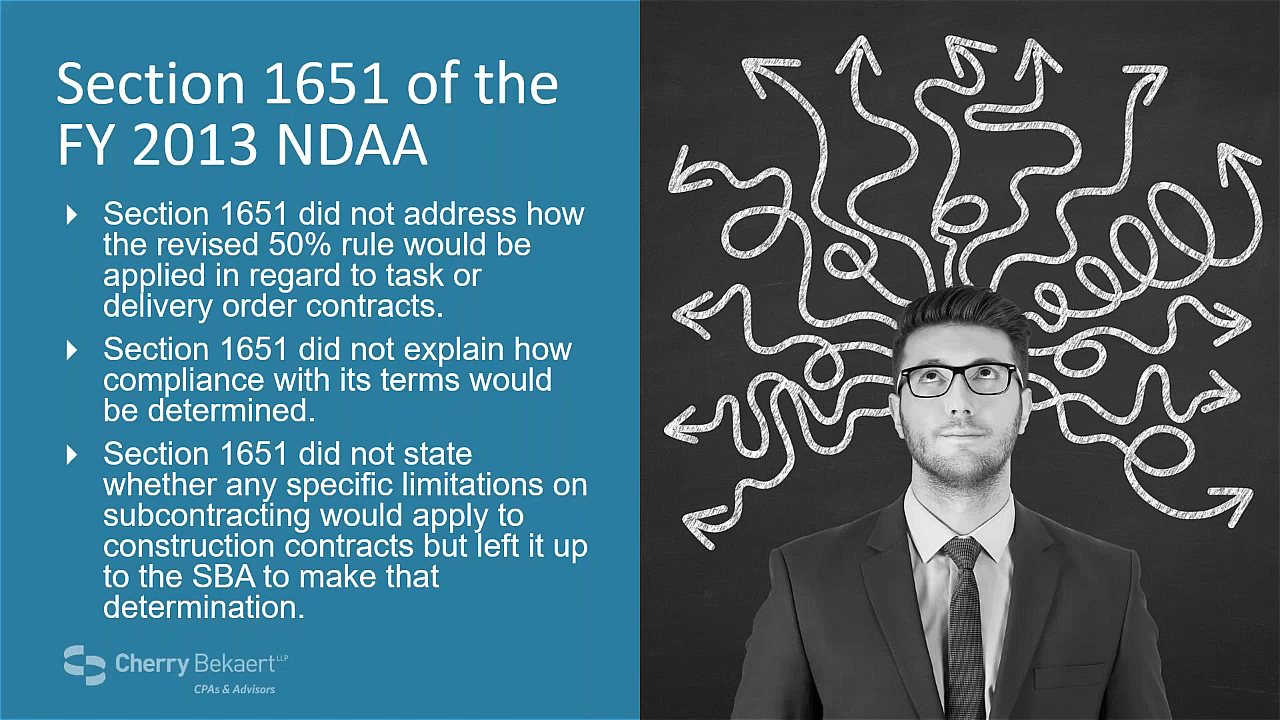 Section 1651 of the
FY 2013 NDAA
Section 1651 did not address how
the revised 50% rule would be
applied in regard to task or
delivery order contracts.
Section 1651 did not explain how
compliance with its terms would
be determined.
Section 1651 did not state
whether any specific limitations on
subcontracting would apply to
construction contracts but left it up
to the SBA to make that
determination.
Cherry Bekaert LLP
CPAs & Advisors